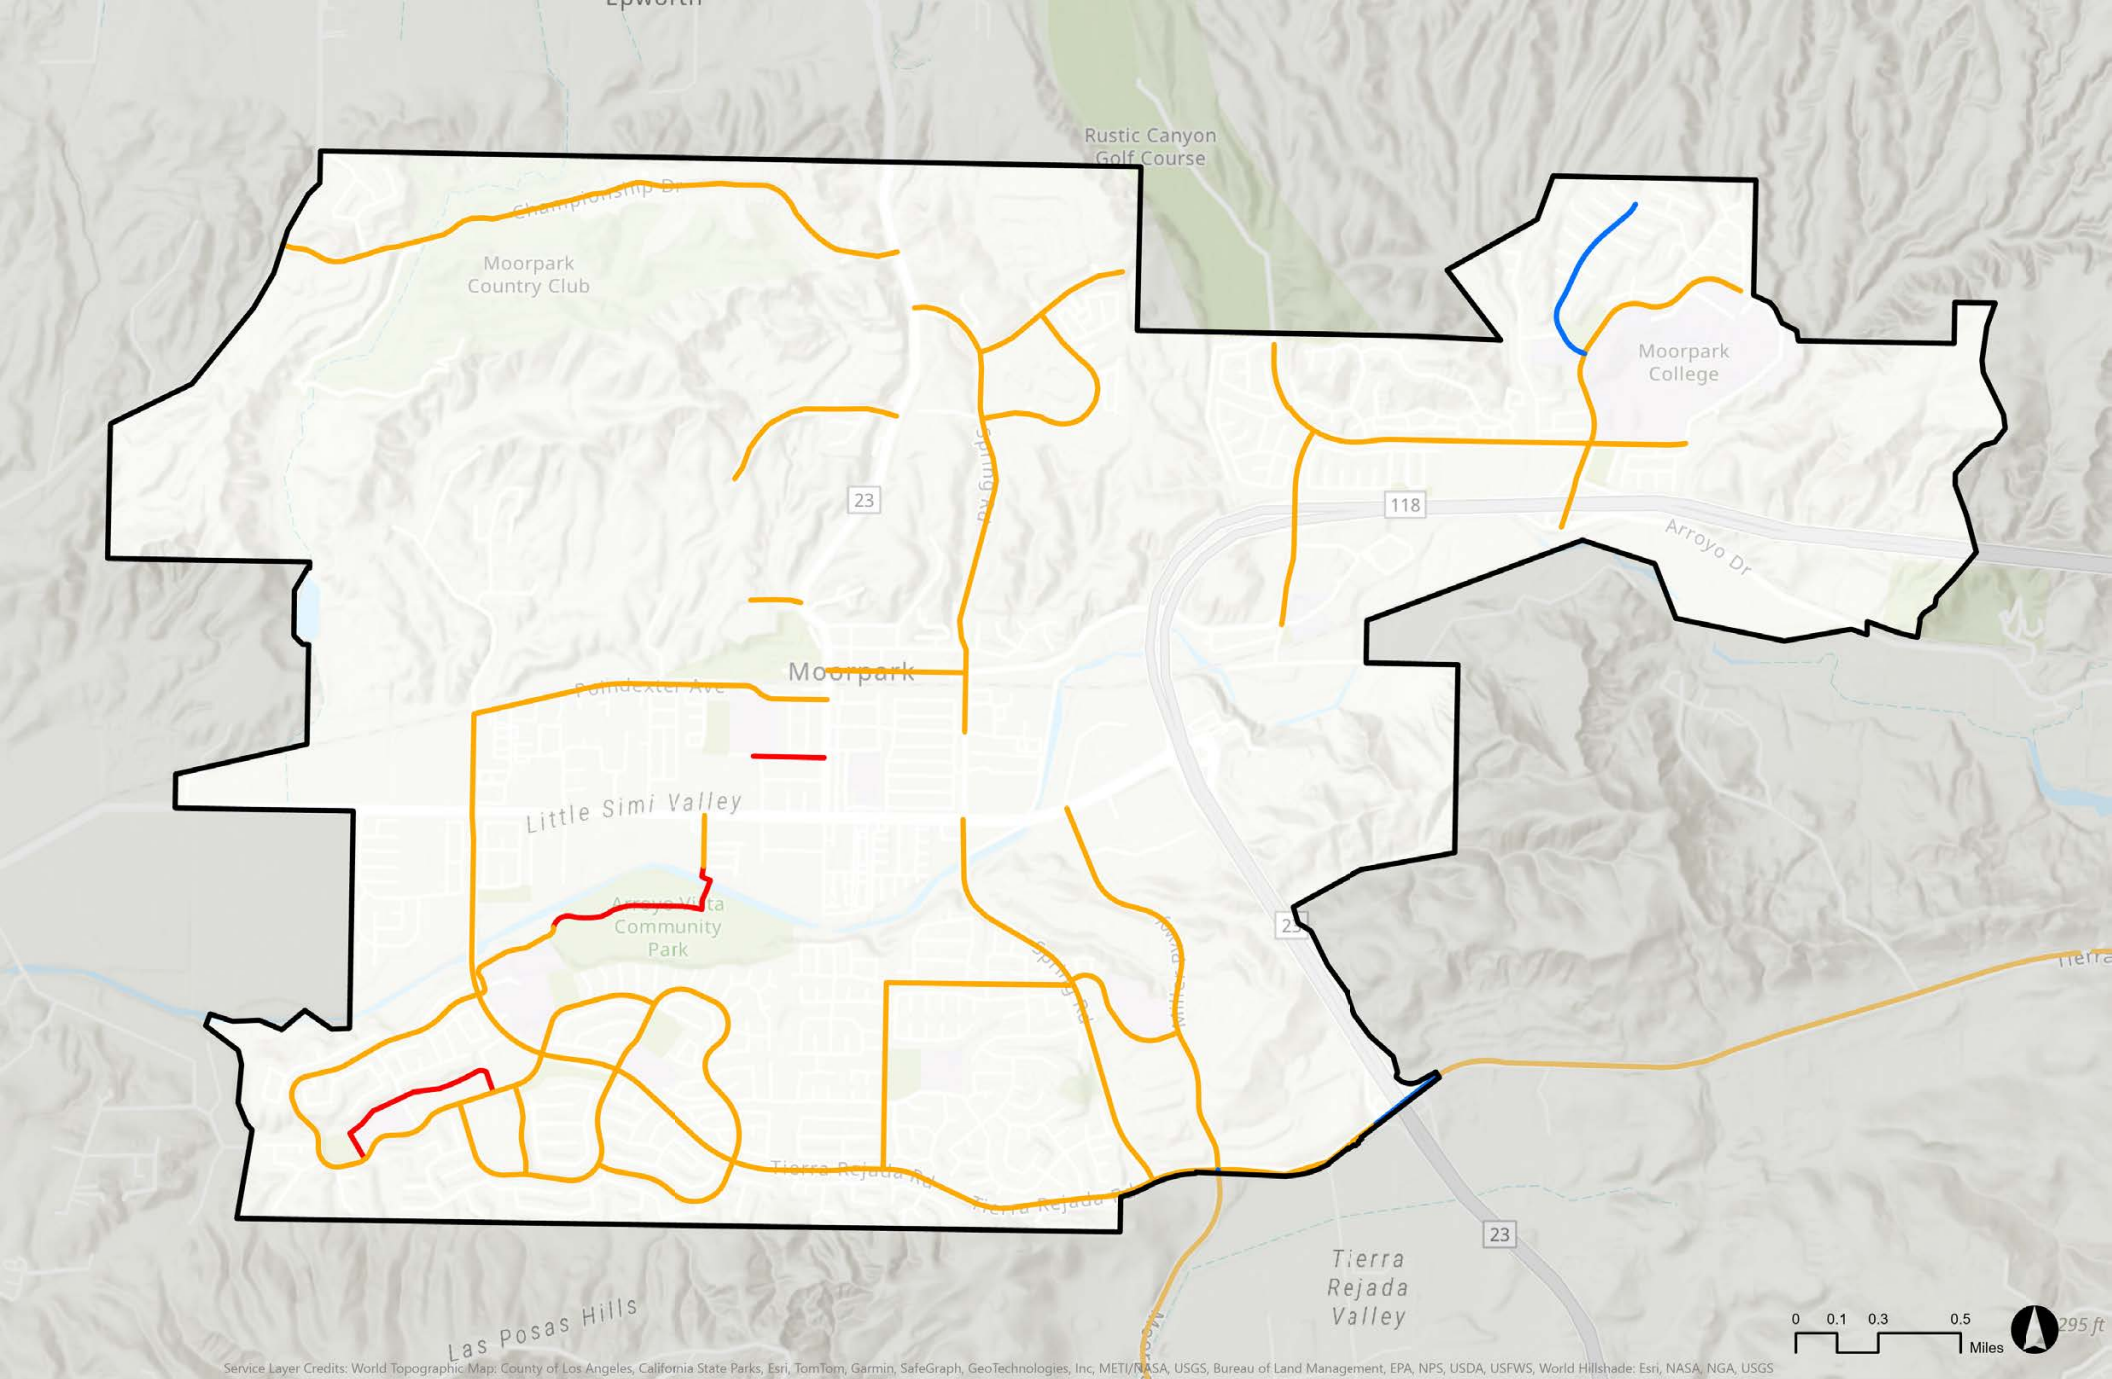 Epworth
Rustic Canyon
Golf Course
Championship Dr
Moorpark
Country Club
Moorpark
College
Spring Rd
23
118
Arroyo Dr
Moorpark
Poindexter Ave
Little Simi Valley
Arroyo Vista
Community
Park
23
Spring Rd
Tierra
Tierra Rejada Rd
Tierra Rejada Rd
23
Tierra
Rejada
Valley
Las Posas Hills
0 0.1 0.3 0.5
Miles
295 ft
Service Layer Credits: World Topographic Map: County of Los Angeles, California State Parks, Esri, TomTom, Garmin, SafeGraph, GeoTechnologies, Inc, METI/NASA, USGS, Bureau of Land Management, EPA, NPS, USDA, USFWS, World Hillshade: Esri, NASA, NGA, USGS